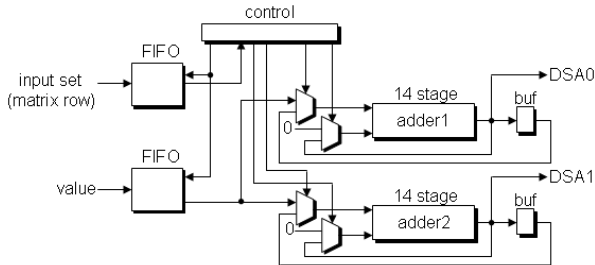 control
FIFO
input set
(matrix row)
14 stage
adder1
DSA0
buf
0
FIFO
value
14 stage
adder2
DSA1
buf
0